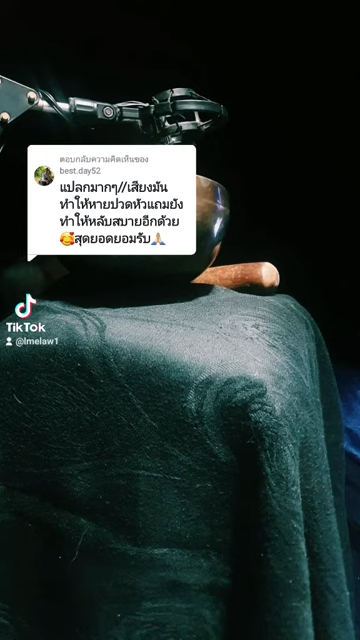 ตอบกลับความคิดเห็นของ
best.day52
แปลกมากๆ//เสียงมัน
ทำให้หายปวดหัวแถมยัง
ทำให้หลับสบายอีกด้วย
🥰สุดยอดยอมรับ🙏🏼
TikTok
@lmelaw1